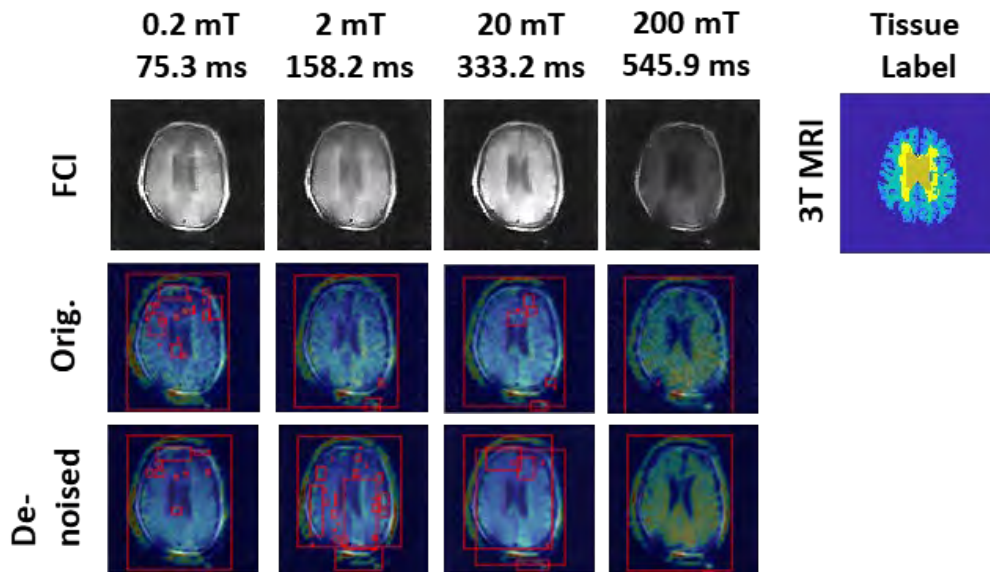 0.2 mT
75.3 ms
2 mT
158.2 ms
20 mT
333.2 ms
200 mT
545.9 ms
Tissue
Label
FCI
3T MRI
Orig.
De-
noised